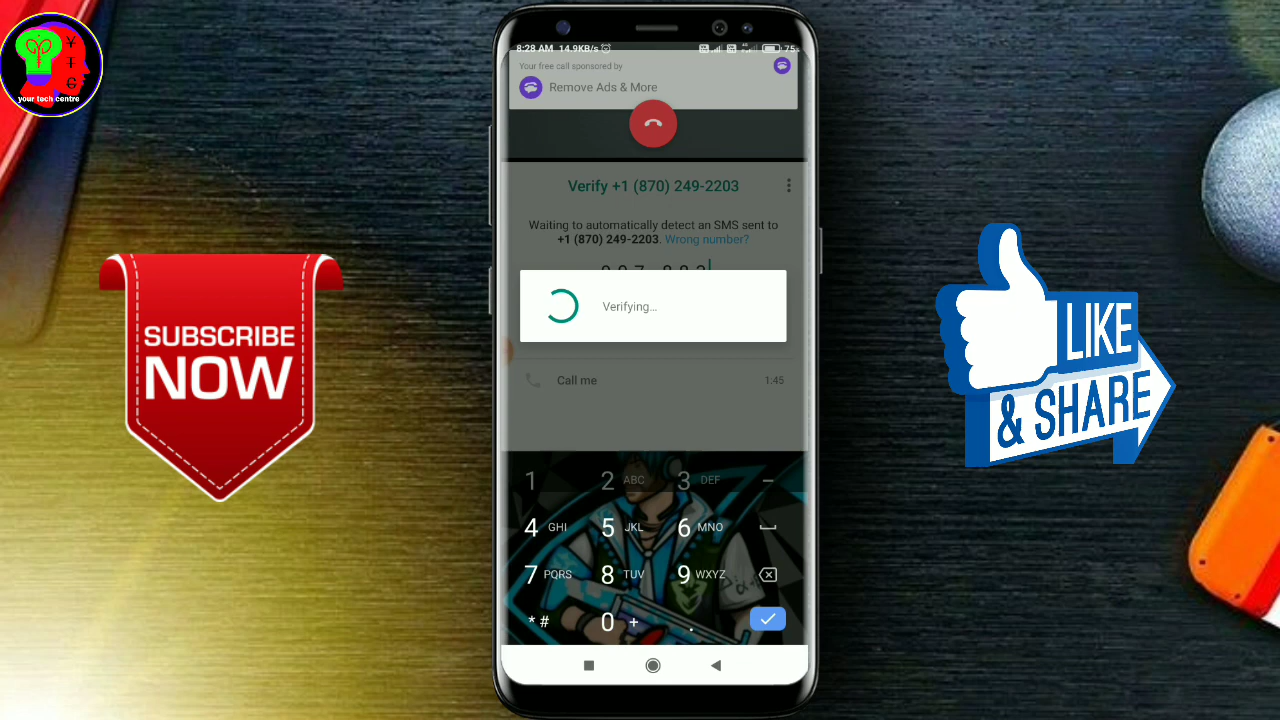 Y
T
C
your tech centre
8:28 AM 14.9KB/s
75%
Your free call sponsored by
Remove Ads & More
Verify +1 (870) 249-2203
Waiting to automatically detect an SMS sent to
+1 (870) 249-2203. Wrong number?
Verifying...
Call me 1:45
1 2 ABC 3 DEF −
4 GHI 5 JKL 6 MNO
7 PQRS 8 TUV 9 WXYZ
* # 0 + .
SUBSCRIBE
NOW
LIKE
& SHARE